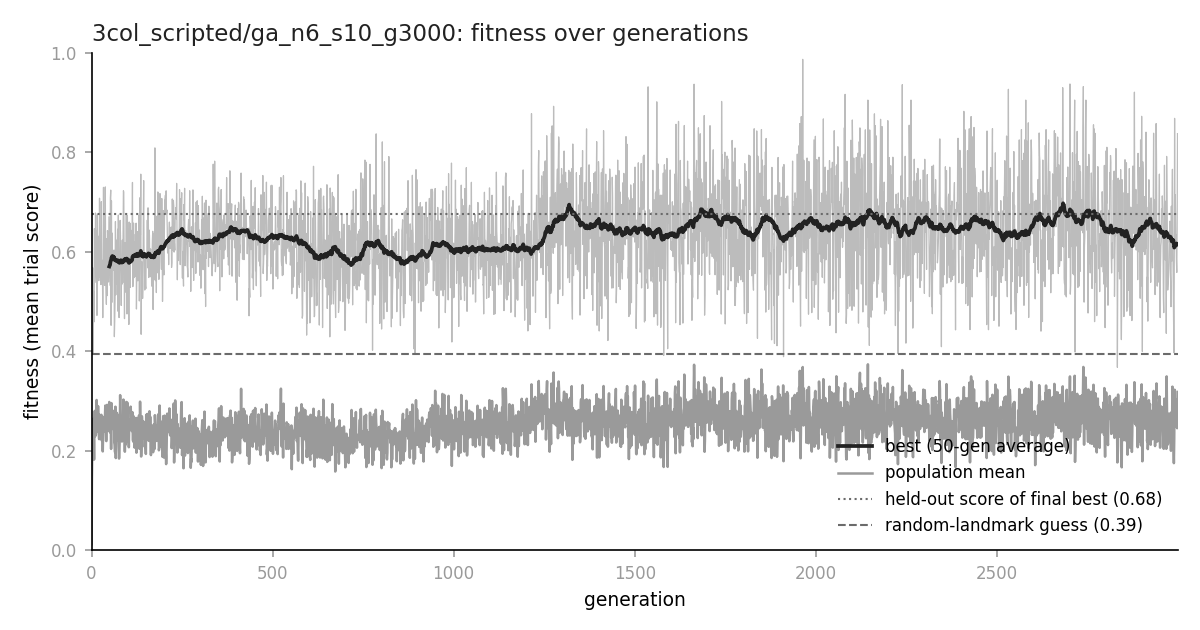 3col_scripted/ga_n6_s10_g3000: fitness over generations
1.0
0.8
0.6
0.4
0.2
0.0
fitness (mean trial score)
best (50-gen average)
population mean
held-out score of final best (0.68)
random-landmark guess (0.39)
0 500 1000 1500 2000 2500
generation